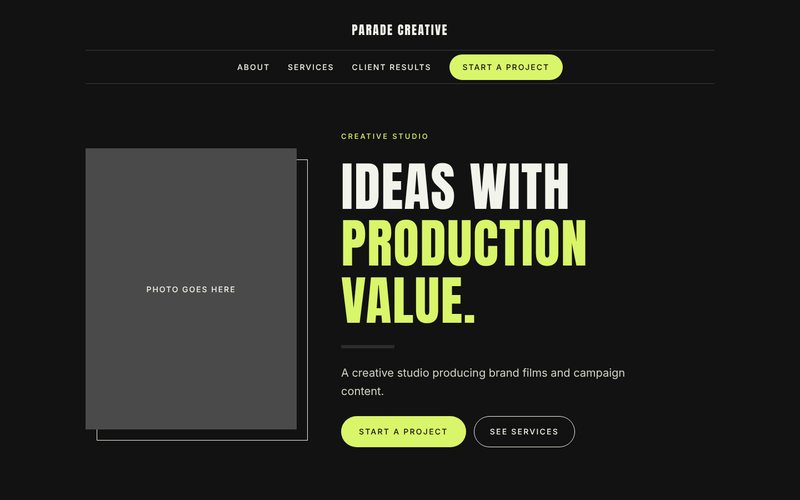 PARADE CREATIVE
ABOUT SERVICES CLIENT RESULTS START A PROJECT
CREATIVE STUDIO
IDEAS WITH
PRODUCTION
VALUE.
PHOTO GOES HERE
A creative studio producing brand films and campaign
content.
START A PROJECT SEE SERVICES